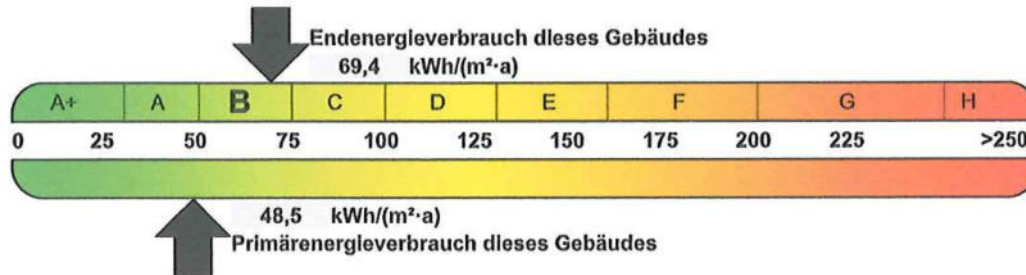 Endenergieverbrauch dieses Gebäudes
69,4 kWh/(m²·a)
A+ A B C D E F G H
0 25 50 75 100 125 150 175 200 225 >250
48,5 kWh/(m²·a)
Primärenergieverbrauch dieses Gebäudes